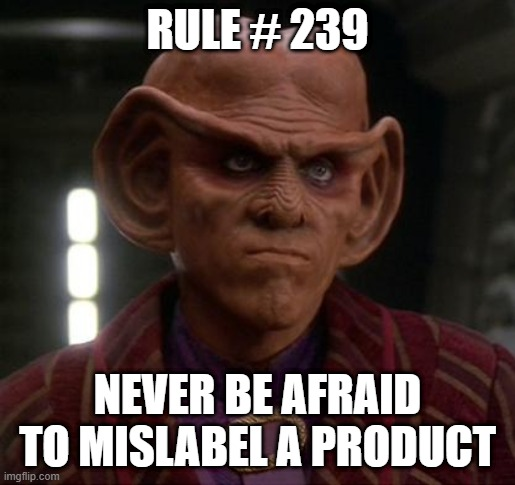 RULE # 239
NEVER BE AFRAID
TO MISLABEL A PRODUCT
imgflip.com